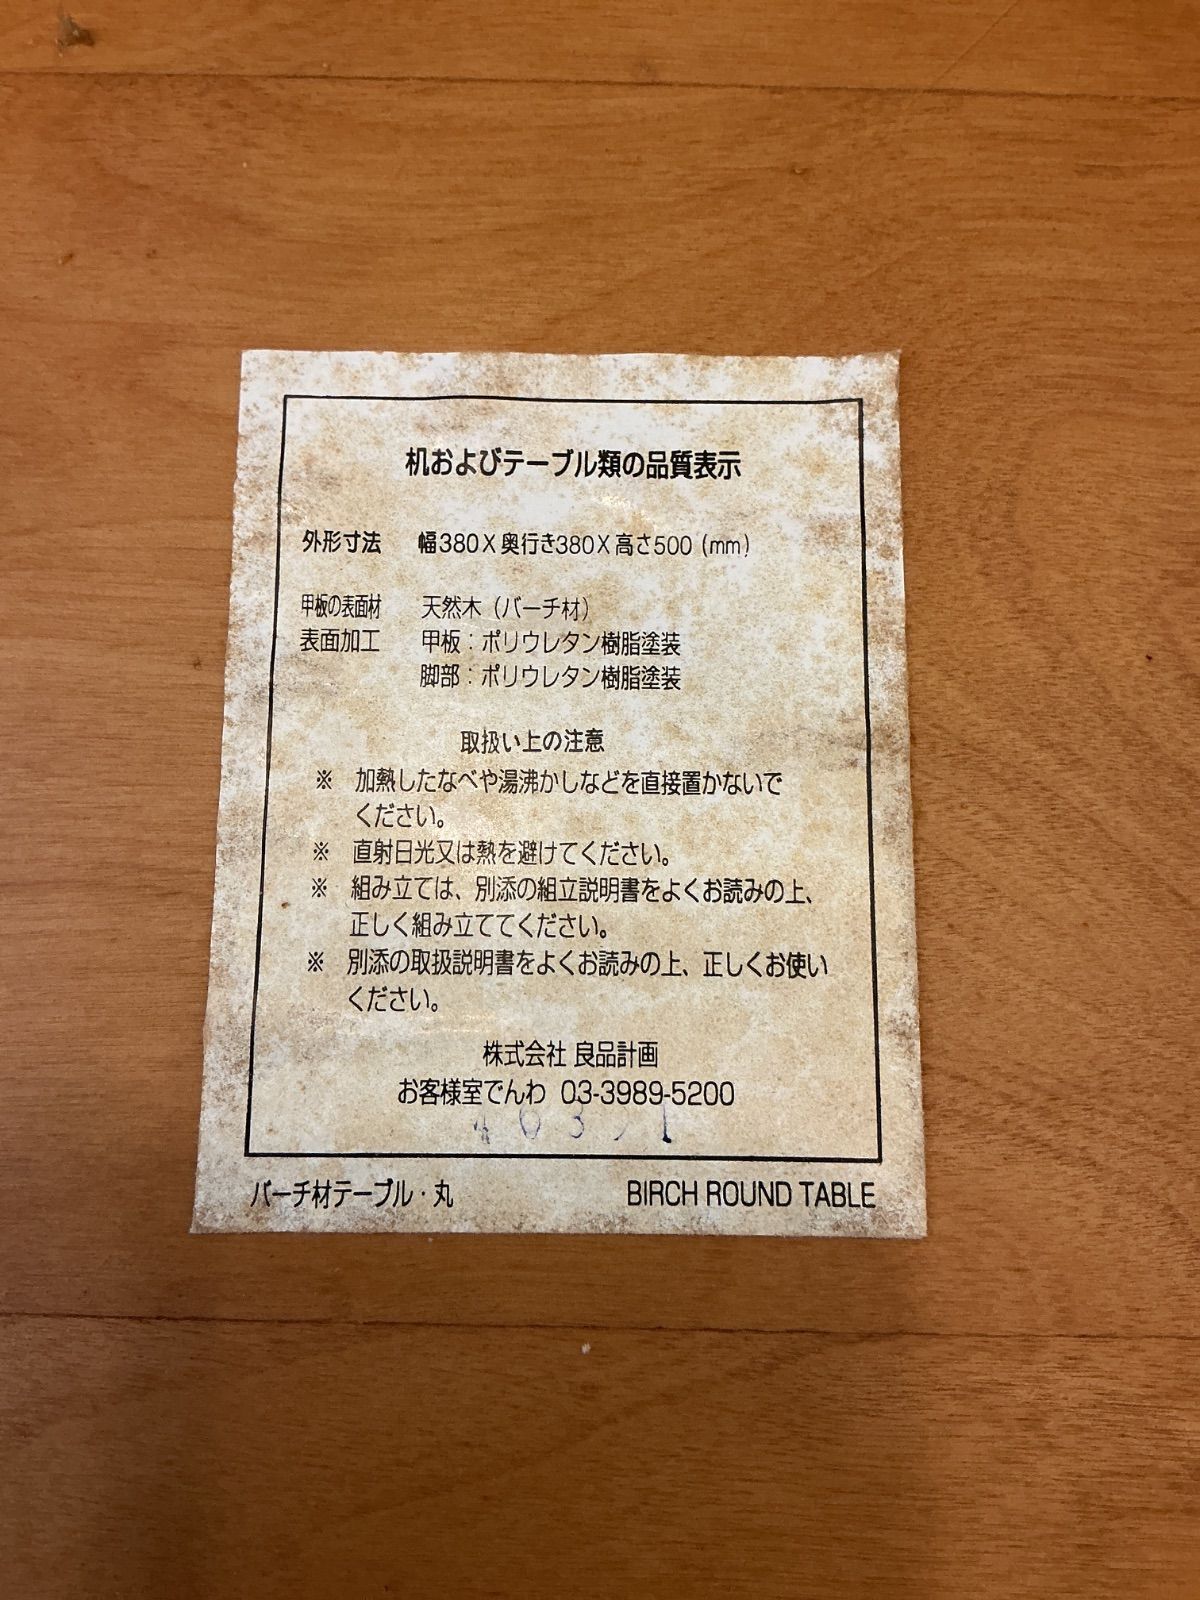 机およびテーブル類の品質表示
外形寸法 幅380X奥行き380X高さ500 (mm)
甲板の表面材 天然木（バーチ材）
表面加工 甲板：ポリウレタン樹脂塗装
脚部：ポリウレタン樹脂塗装
取扱い上の注意
※ 加熱したなべや湯沸かしなどを直接置かないで
ください。
※ 直射日光又は熱を避けてください。
※ 組み立ては、別添の組立説明書をよくお読みの上、
正しく組み立ててください。
※ 別添の取扱説明書をよくお読みの上、正しくお使い
ください。
株式会社 良品計画
お客様室でんわ 03-3989-5200
バーチ材テーブル・丸 BIRCH ROUND TABLE